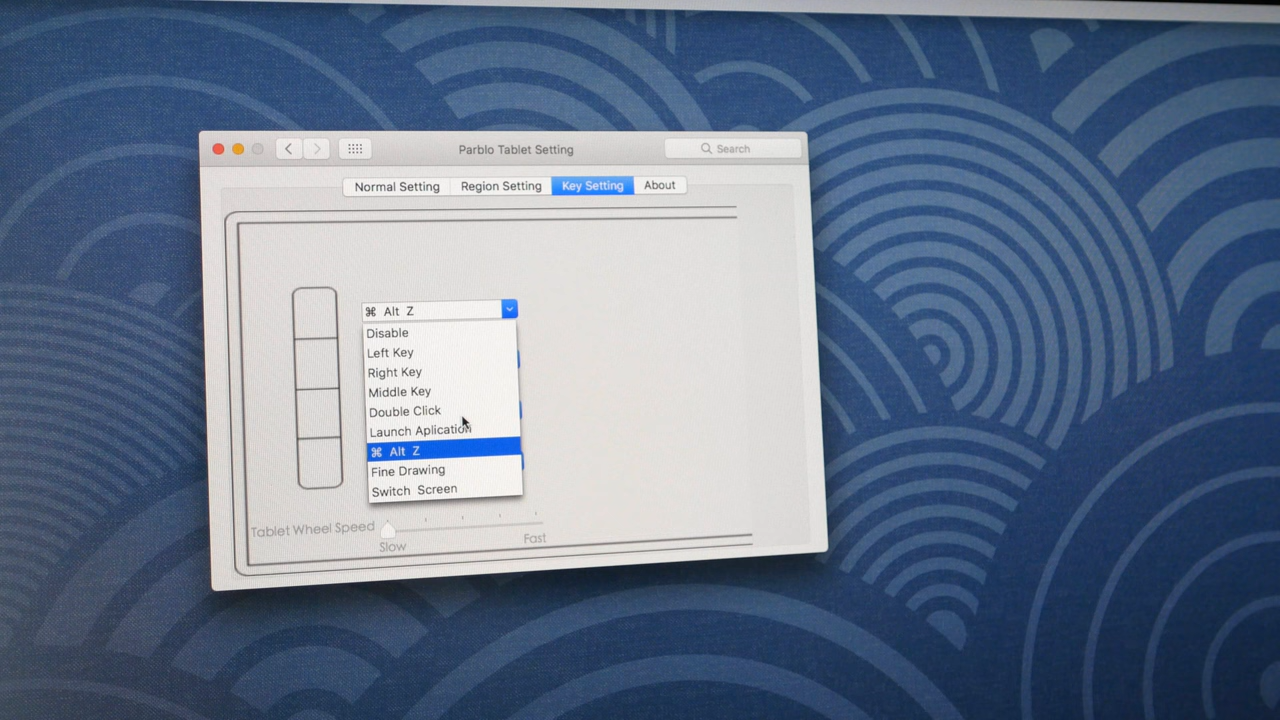 Parblo Tablet Setting
Search
Normal Setting Region Setting Key Setting About
⌘ Alt Z
Disable
Left Key
Right Key
Middle Key
Double Click
Launch Aplication
⌘ Alt Z
Fine Drawing
Switch Screen
Tablet Wheel Speed
Slow Fast